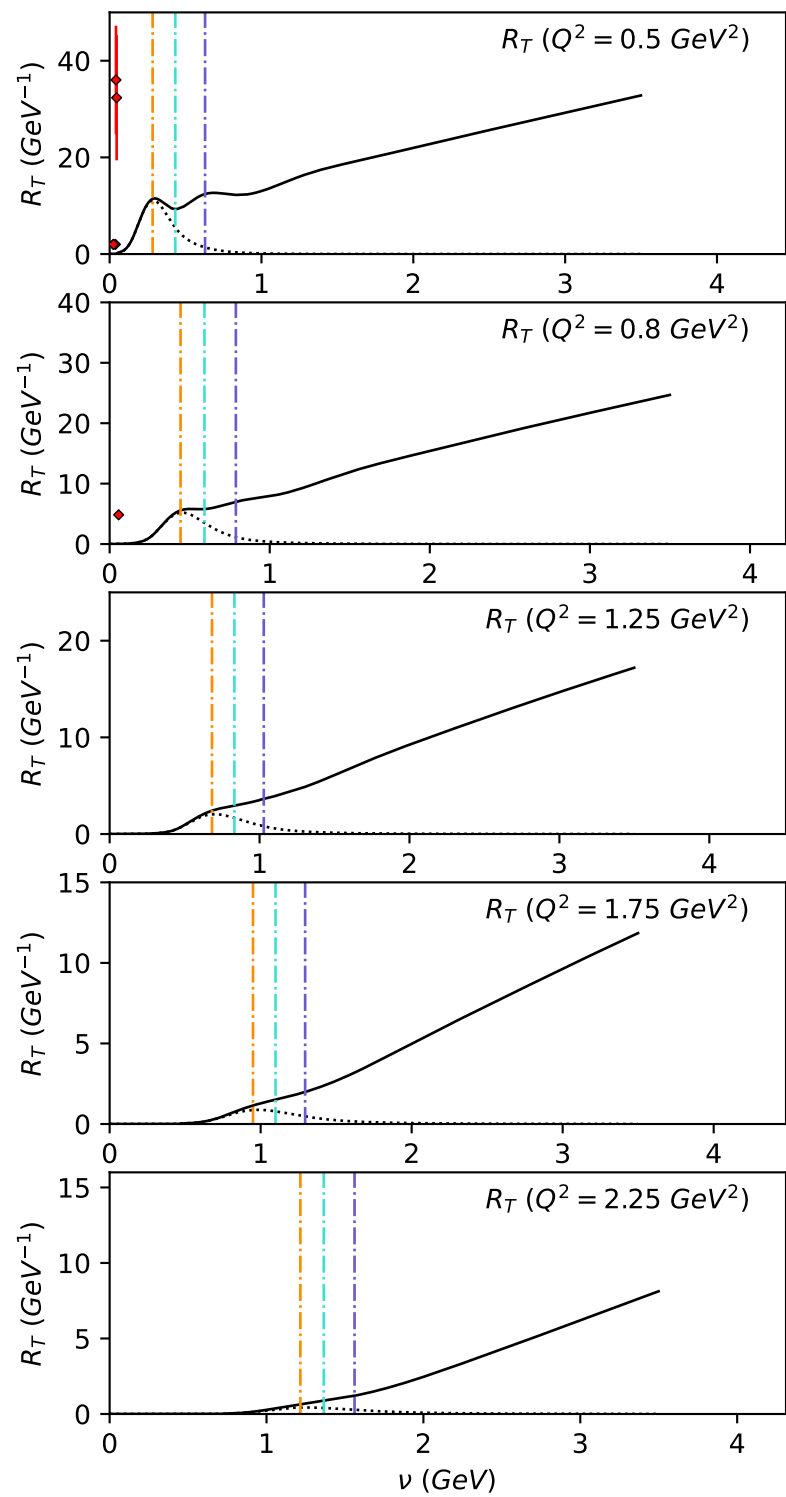 R_T (Q^2 = 0.5 GeV^2)
R_T (GeV^{-1})
40
20
0
0 1 2 3 4
R_T (Q^2 = 0.8 GeV^2)
R_T (GeV^{-1})
40
30
20
10
0
0 1 2 3 4
R_T (Q^2 = 1.25 GeV^2)
R_T (GeV^{-1})
20
10
0
0 1 2 3 4
R_T (Q^2 = 1.75 GeV^2)
R_T (GeV^{-1})
15
10
5
0
0 1 2 3 4
R_T (Q^2 = 2.25 GeV^2)
R_T (GeV^{-1})
15
10
5
0
0 1 2 3 4
ν (GeV)